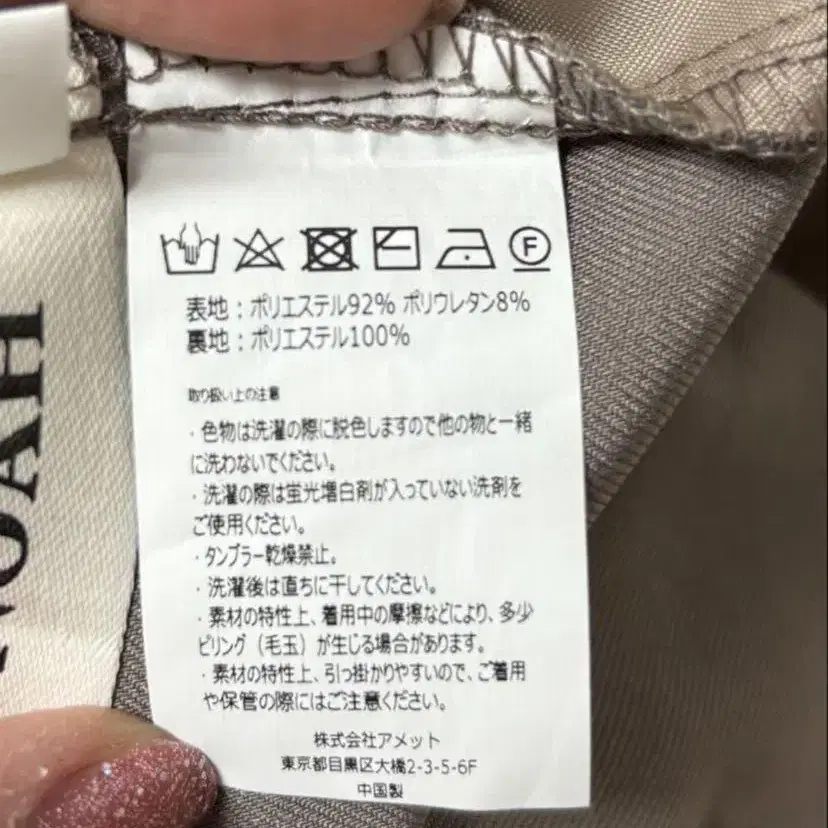 F
表地：ポリエステル92% ポリウレタン8%
裏地：ポリエステル100%
取り扱い上の注意
・色物は洗濯の際に脱色しますので他の物と一緒
に洗わないでください。
・洗濯の際は蛍光増白剤が入っていない洗剤を
ご使用ください。
・タンブラー乾燥禁止。
・洗濯後は直ちに干してください。
・素材の特性上、着用中の摩擦などにより、多少
ピリング（毛玉）が生じる場合があります。
・素材の特性上、引っ掛かりやすいので、ご着用
や保管の際にはご注意ください。
株式会社アメット
東京都目黒区大橋2-3-5-6F
中国製
NOAH